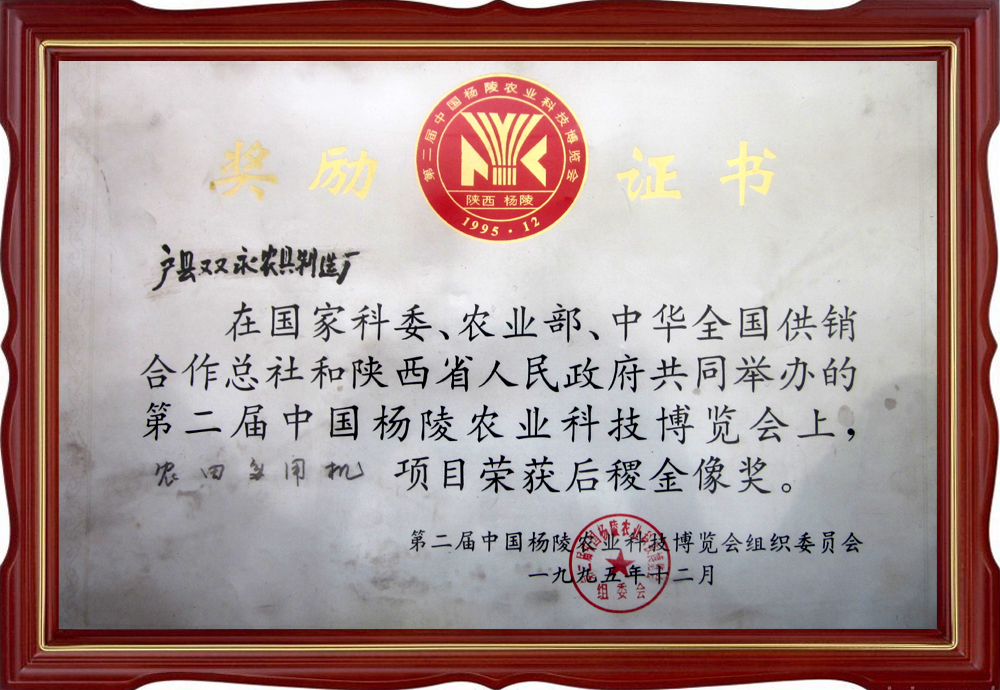 第二届中国杨陵农业科技博览会
陕西 杨陵
1995·12
奖励证书
户县双永农具制造厂
在国家科委、农业部、中华全国供销
合作总社和陕西省人民政府共同举办的
第二届中国杨陵农业科技博览会上，
农田多用机 项目荣获后稷金像奖。
第二届中国杨陵农业科技博览会组织委员会
一九九五年十二月
组委会